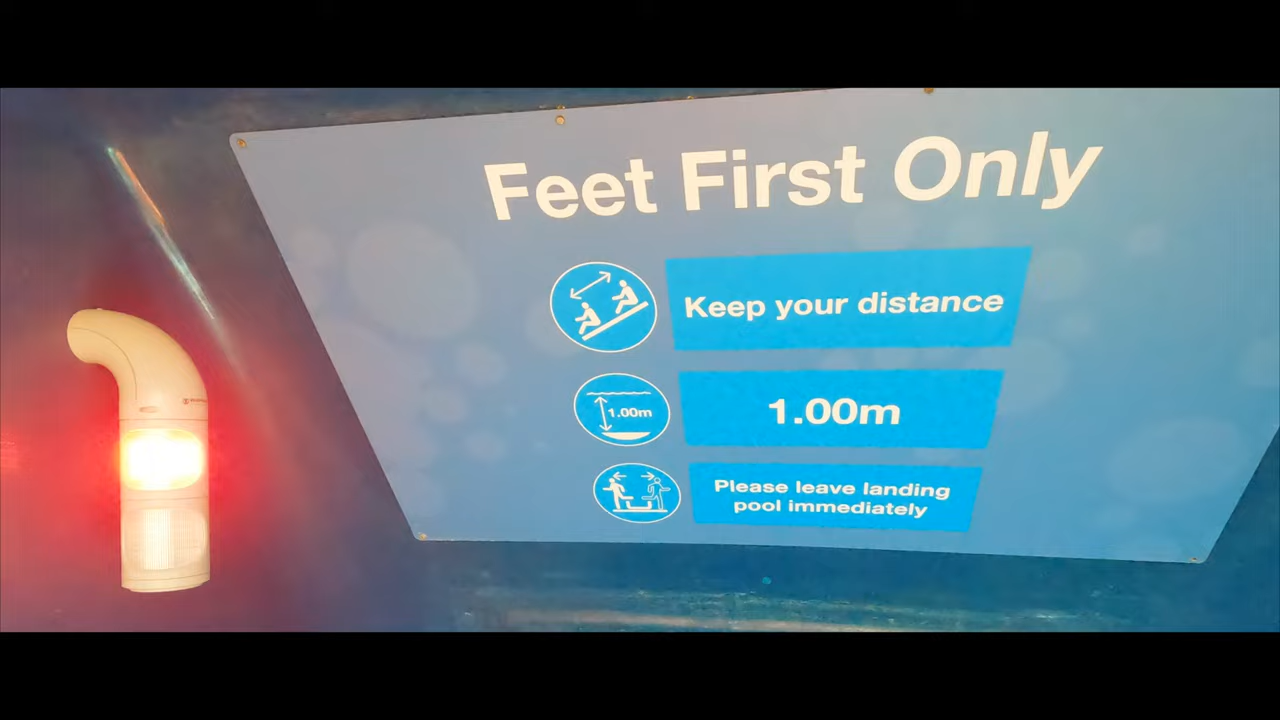 Feet First Only
Keep your distance
1.00m
1.00m
Please leave landing
pool immediately